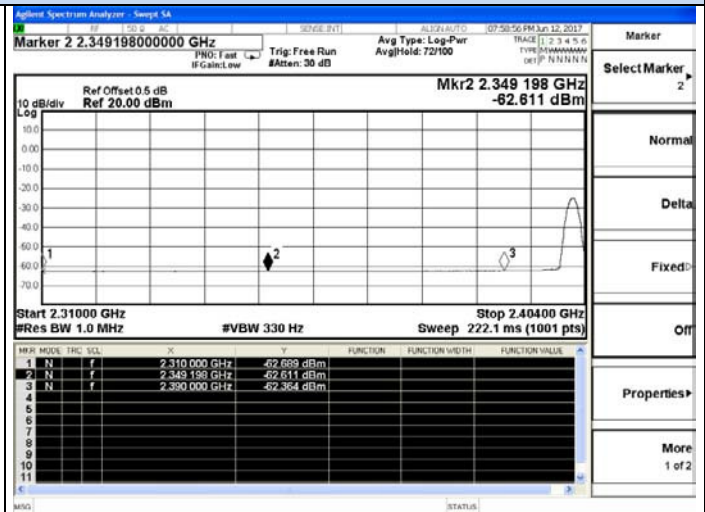 Agilent Spectrum Analyzer - Swept SA
RF 50 Ω AC SENSE:INT ALIGNAUTO 07:58:56 PM Jun 12, 2017
Marker 2 2.349198000000 GHz
PNO: Fast
IFGain:Low
Trig: Free Run
#Atten: 30 dB
Avg Type: Log-Pwr
Avg|Hold: 72/100
TRACE 1 2 3 4 5 6
TYPE
DET P N N N N N
Ref Offset 0.5 dB
10 dB/div Ref 20.00 dBm
Mkr2 2.349 198 GHz
-62.611 dBm
Log
10.0
0.00
-10.0
-20.0
-30.0
-40.0
-50.0
-60.0
-70.0
1
2
3
Start 2.31000 GHz
Stop 2.40400 GHz
#Res BW 1.0 MHz #VBW 330 Hz Sweep 222.1 ms (1001 pts)
MKR MODE TRC SCL X Y FUNCTION FUNCTION WIDTH FUNCTION VALUE
1 N f 2.310 000 GHz -62.689 dBm
2 N f 2.349 198 GHz -62.611 dBm
3 N f 2.390 000 GHz -62.364 dBm
4
5
6
7
8
9
10
11
MSG STATUS
Marker
Select Marker
2
Normal
Delta
Fixed
Off
Properties
More
1 of 2